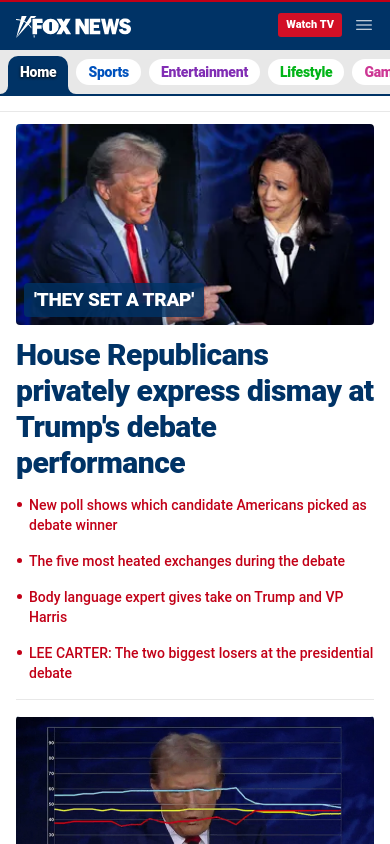 FOX NEWS
Watch TV
Home
Sports
Entertainment
Lifestyle
Gam
'THEY SET A TRAP'
House Republicans
privately express dismay at
Trump's debate
performance
• New poll shows which candidate Americans picked as
debate winner
• The five most heated exchanges during the debate
• Body language expert gives take on Trump and VP
Harris
• LEE CARTER: The two biggest losers at the presidential
debate
90
80
70
60
50
40
30